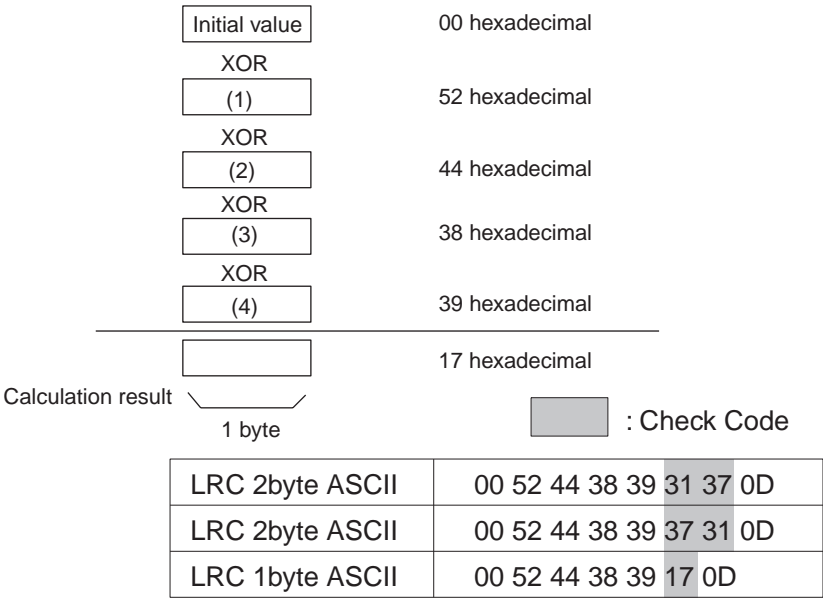 Initial value 00 hexadecimal
XOR
(1) 52 hexadecimal
XOR
(2) 44 hexadecimal
XOR
(3) 38 hexadecimal
XOR
(4) 39 hexadecimal
17 hexadecimal
Calculation result
1 byte
: Check Code
LRC 2byte ASCII 00 52 44 38 39 31 37 0D
LRC 2byte ASCII 00 52 44 38 39 37 31 0D
LRC 1byte ASCII 00 52 44 38 39 17 0D